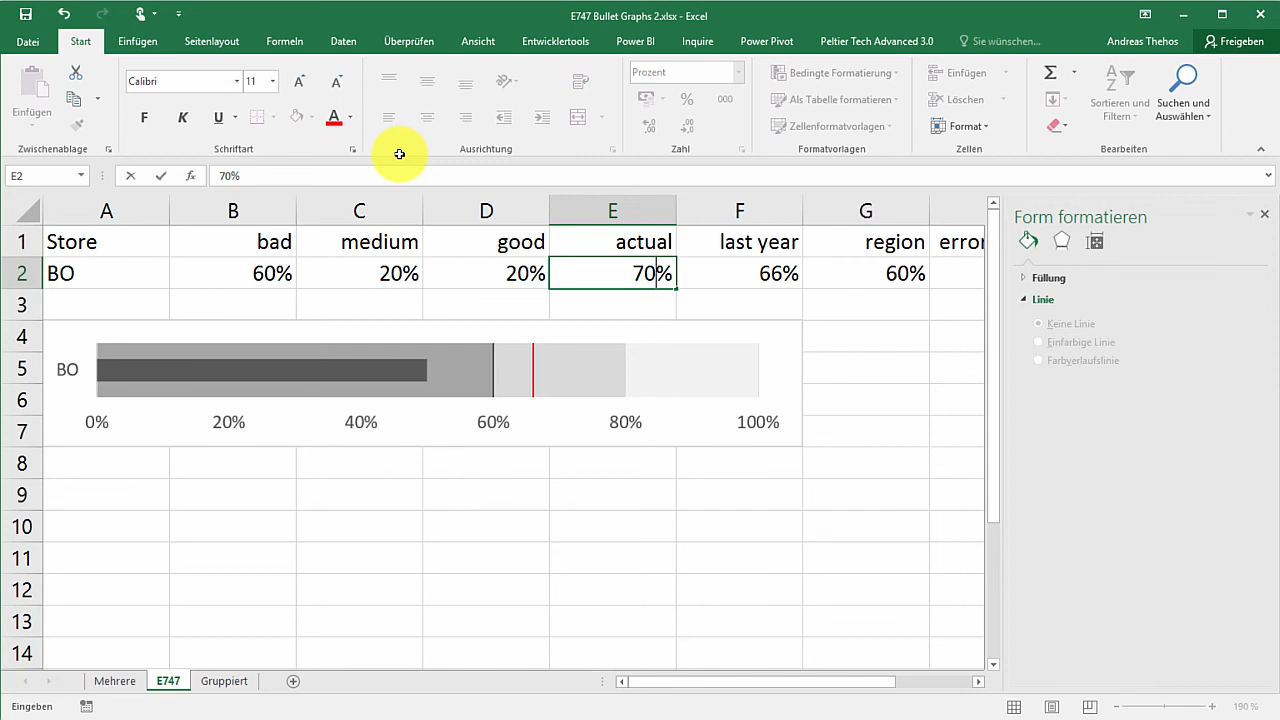 E747 Bullet Graphs 2.xlsx - Excel
Datei Start Einfügen Seitenlayout Formeln Daten Überprüfen Ansicht Entwicklertools Power BI Inquire Power Pivot Peltier Tech Advanced 3.0 Sie wünschen... Andreas Thehos Freigeben
Einfügen
Calibri 11
F K U
Prozent
% 000
Bedingte Formatierung
Als Tabelle formatieren
Zellenformatvorlagen
Einfügen
Löschen
Format
Sortieren und Filtern
Suchen und Auswählen
Zwischenablage Schriftart Ausrichtung Zahl Formatvorlagen Zellen Bearbeiten
E2 fx 70%
A B C D E F G
1 Store bad medium good actual last year region error
2 BO 60% 20% 20% 70% 66% 60%
3
4
5
6
7
8
9
10
11
12
13
14
BO
0% 20% 40% 60% 80% 100%
Form formatieren
Füllung
Linie
Keine Linie
Einfarbige Linie
Farbverlaufslinie
Mehrere E747 Gruppiert
Eingeben 190 %